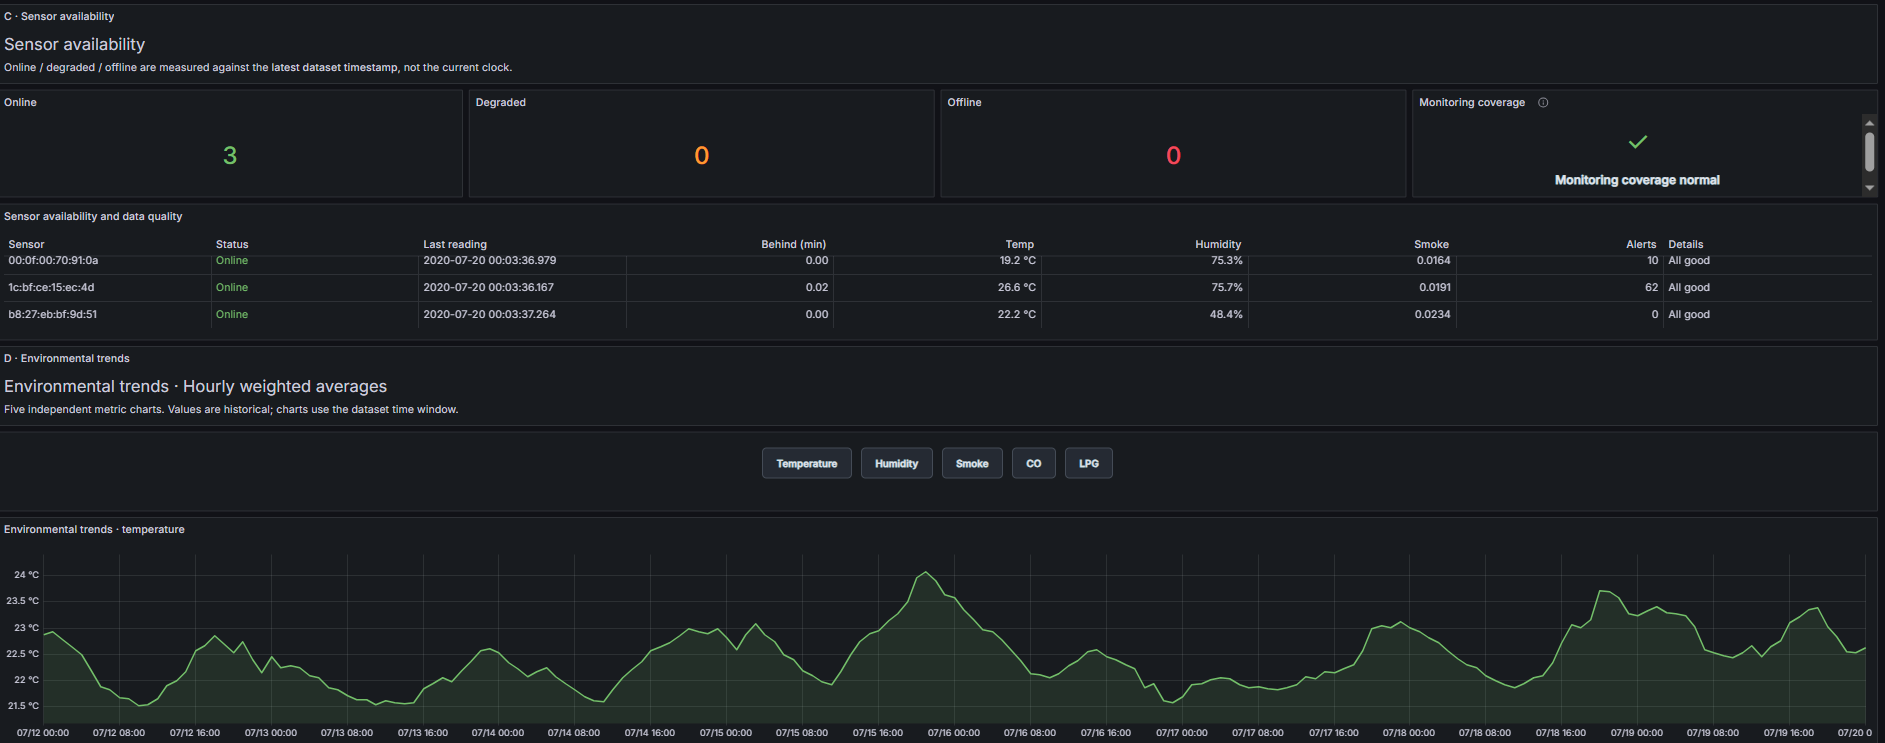 C · Sensor availability
Sensor availability
Online / degraded / offline are measured against the latest dataset timestamp, not the current clock.
Online
Degraded
Offline
Monitoring coverage
3
0
0
Monitoring coverage normal
Sensor availability and data quality
Sensor Status Last reading Behind (min) Temp Humidity Smoke Alerts Details
00:0f:00:70:91:0a Online 2020-07-20 00:03:36.979 0.00 19.2 °C 75.3% 0.0164 10 All good
1c:bf:ce:15:ec:4d Online 2020-07-20 00:03:36.167 0.02 26.6 °C 75.7% 0.0191 62 All good
b8:27:eb:bf:9d:51 Online 2020-07-20 00:03:37.264 0.00 22.2 °C 48.4% 0.0234 0 All good
D · Environmental trends
Environmental trends · Hourly weighted averages
Five independent metric charts. Values are historical; charts use the dataset time window.
Temperature Humidity Smoke CO LPG
Environmental trends · temperature
24 °C
23.5 °C
23 °C
22.5 °C
22 °C
21.5 °C
07/12 00:00 07/12 08:00 07/12 16:00 07/13 00:00 07/13 08:00 07/13 16:00 07/14 00:00 07/14 08:00 07/14 16:00 07/15 00:00 07/15 08:00 07/15 16:00 07/16 00:00 07/16 08:00 07/16 16:00 07/17 00:00 07/17 08:00 07/17 16:00 07/18 00:00 07/18 08:00 07/18 16:00 07/19 00:00 07/19 08:00 07/19 16:00 07/20 0